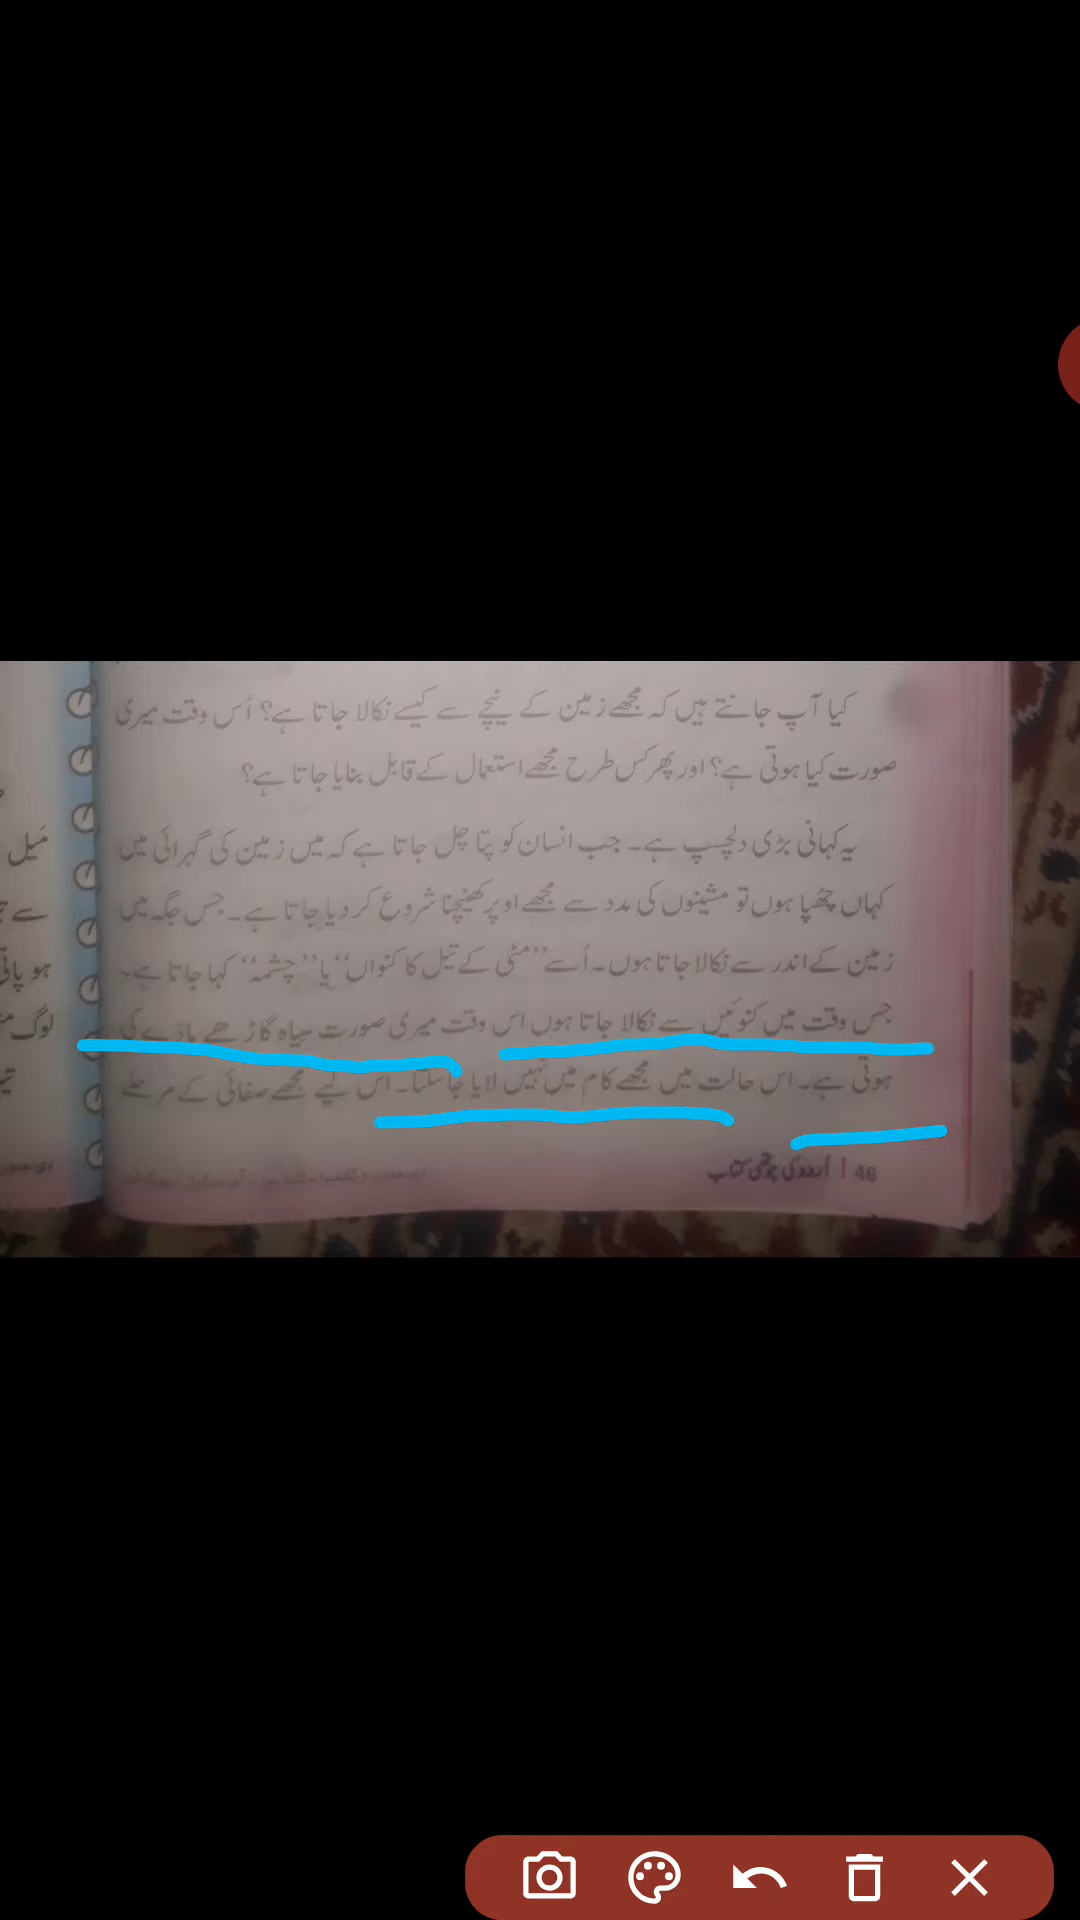 کیا آپ جانتے ہیں کہ مجھے زمین کے نیچے سے کیسے نکالا جاتا ہے؟ اُس وقت میری
صورت کیا ہوتی ہے؟ اور پھر کس طرح مجھے استعمال کے قابل بنایا جاتا ہے؟
یہ کہانی بڑی دلچسپ ہے۔ جب انسان کو پتا چل جاتا ہے کہ میں زمین کی گہرائی میں
کہاں چھپا ہوں تو مشینوں کی مدد سے مجھے اوپر کھینچنا شروع کر دیا جاتا ہے۔ جس جگہ میں
زمین کے اندر سے نکالا جاتا ہوں۔ اُسے ’’مٹی کے تیل کا کنواں‘‘ یا ’’چشمہ‘‘ کہا جاتا ہے۔
جس وقت میں کنوئیں سے نکالا جاتا ہوں اس وقت میری صورت سیاہ گاڑھے مادے کی
ہوتی ہے۔ اس حالت میں مجھے کام میں نہیں لایا جا سکتا۔ اس لیے مجھے صفائی کے مرحلے
46 | اُردو کی چوتھی کتاب
میل
سے
ہو پاتی
لوگ